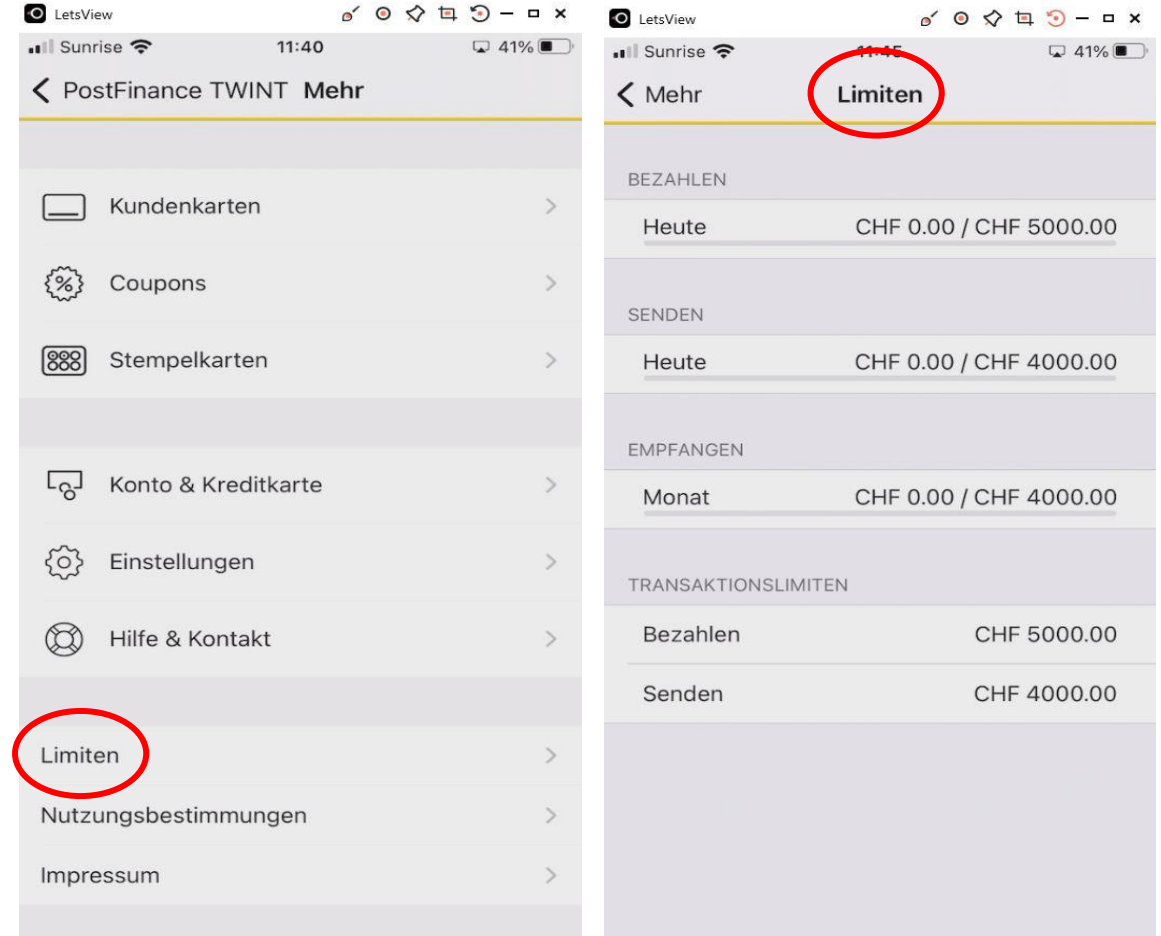 LetsView
Sunrise 11:40 41%
PostFinance TWINT Mehr
Kundenkarten
%
Coupons
Stempelkarten
Konto & Kreditkarte
Einstellungen
Hilfe & Kontakt
Limiten
Nutzungsbestimmungen
Impressum
LetsView
Sunrise 11:45 41%
Mehr Limiten
BEZAHLEN
Heute CHF 0.00 / CHF 5000.00
SENDEN
Heute CHF 0.00 / CHF 4000.00
EMPFANGEN
Monat CHF 0.00 / CHF 4000.00
TRANSAKTIONSLIMITEN
Bezahlen CHF 5000.00
Senden CHF 4000.00